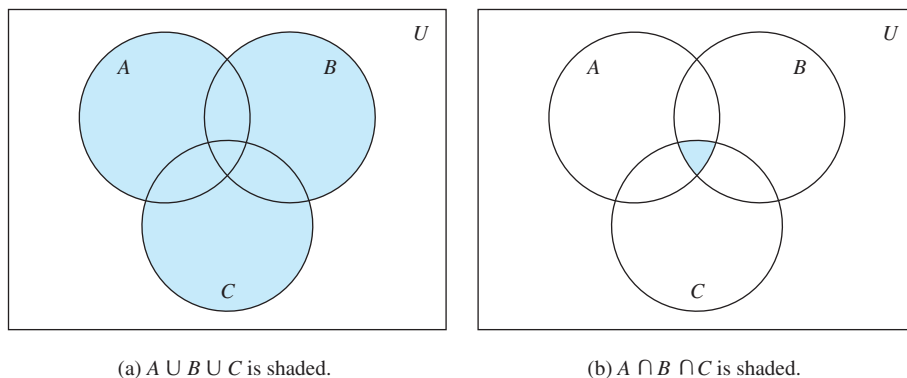 U
A
B
C
(a) A ∪ B ∪ C is shaded.
U
A
B
C
(b) A ∩ B ∩ C is shaded.